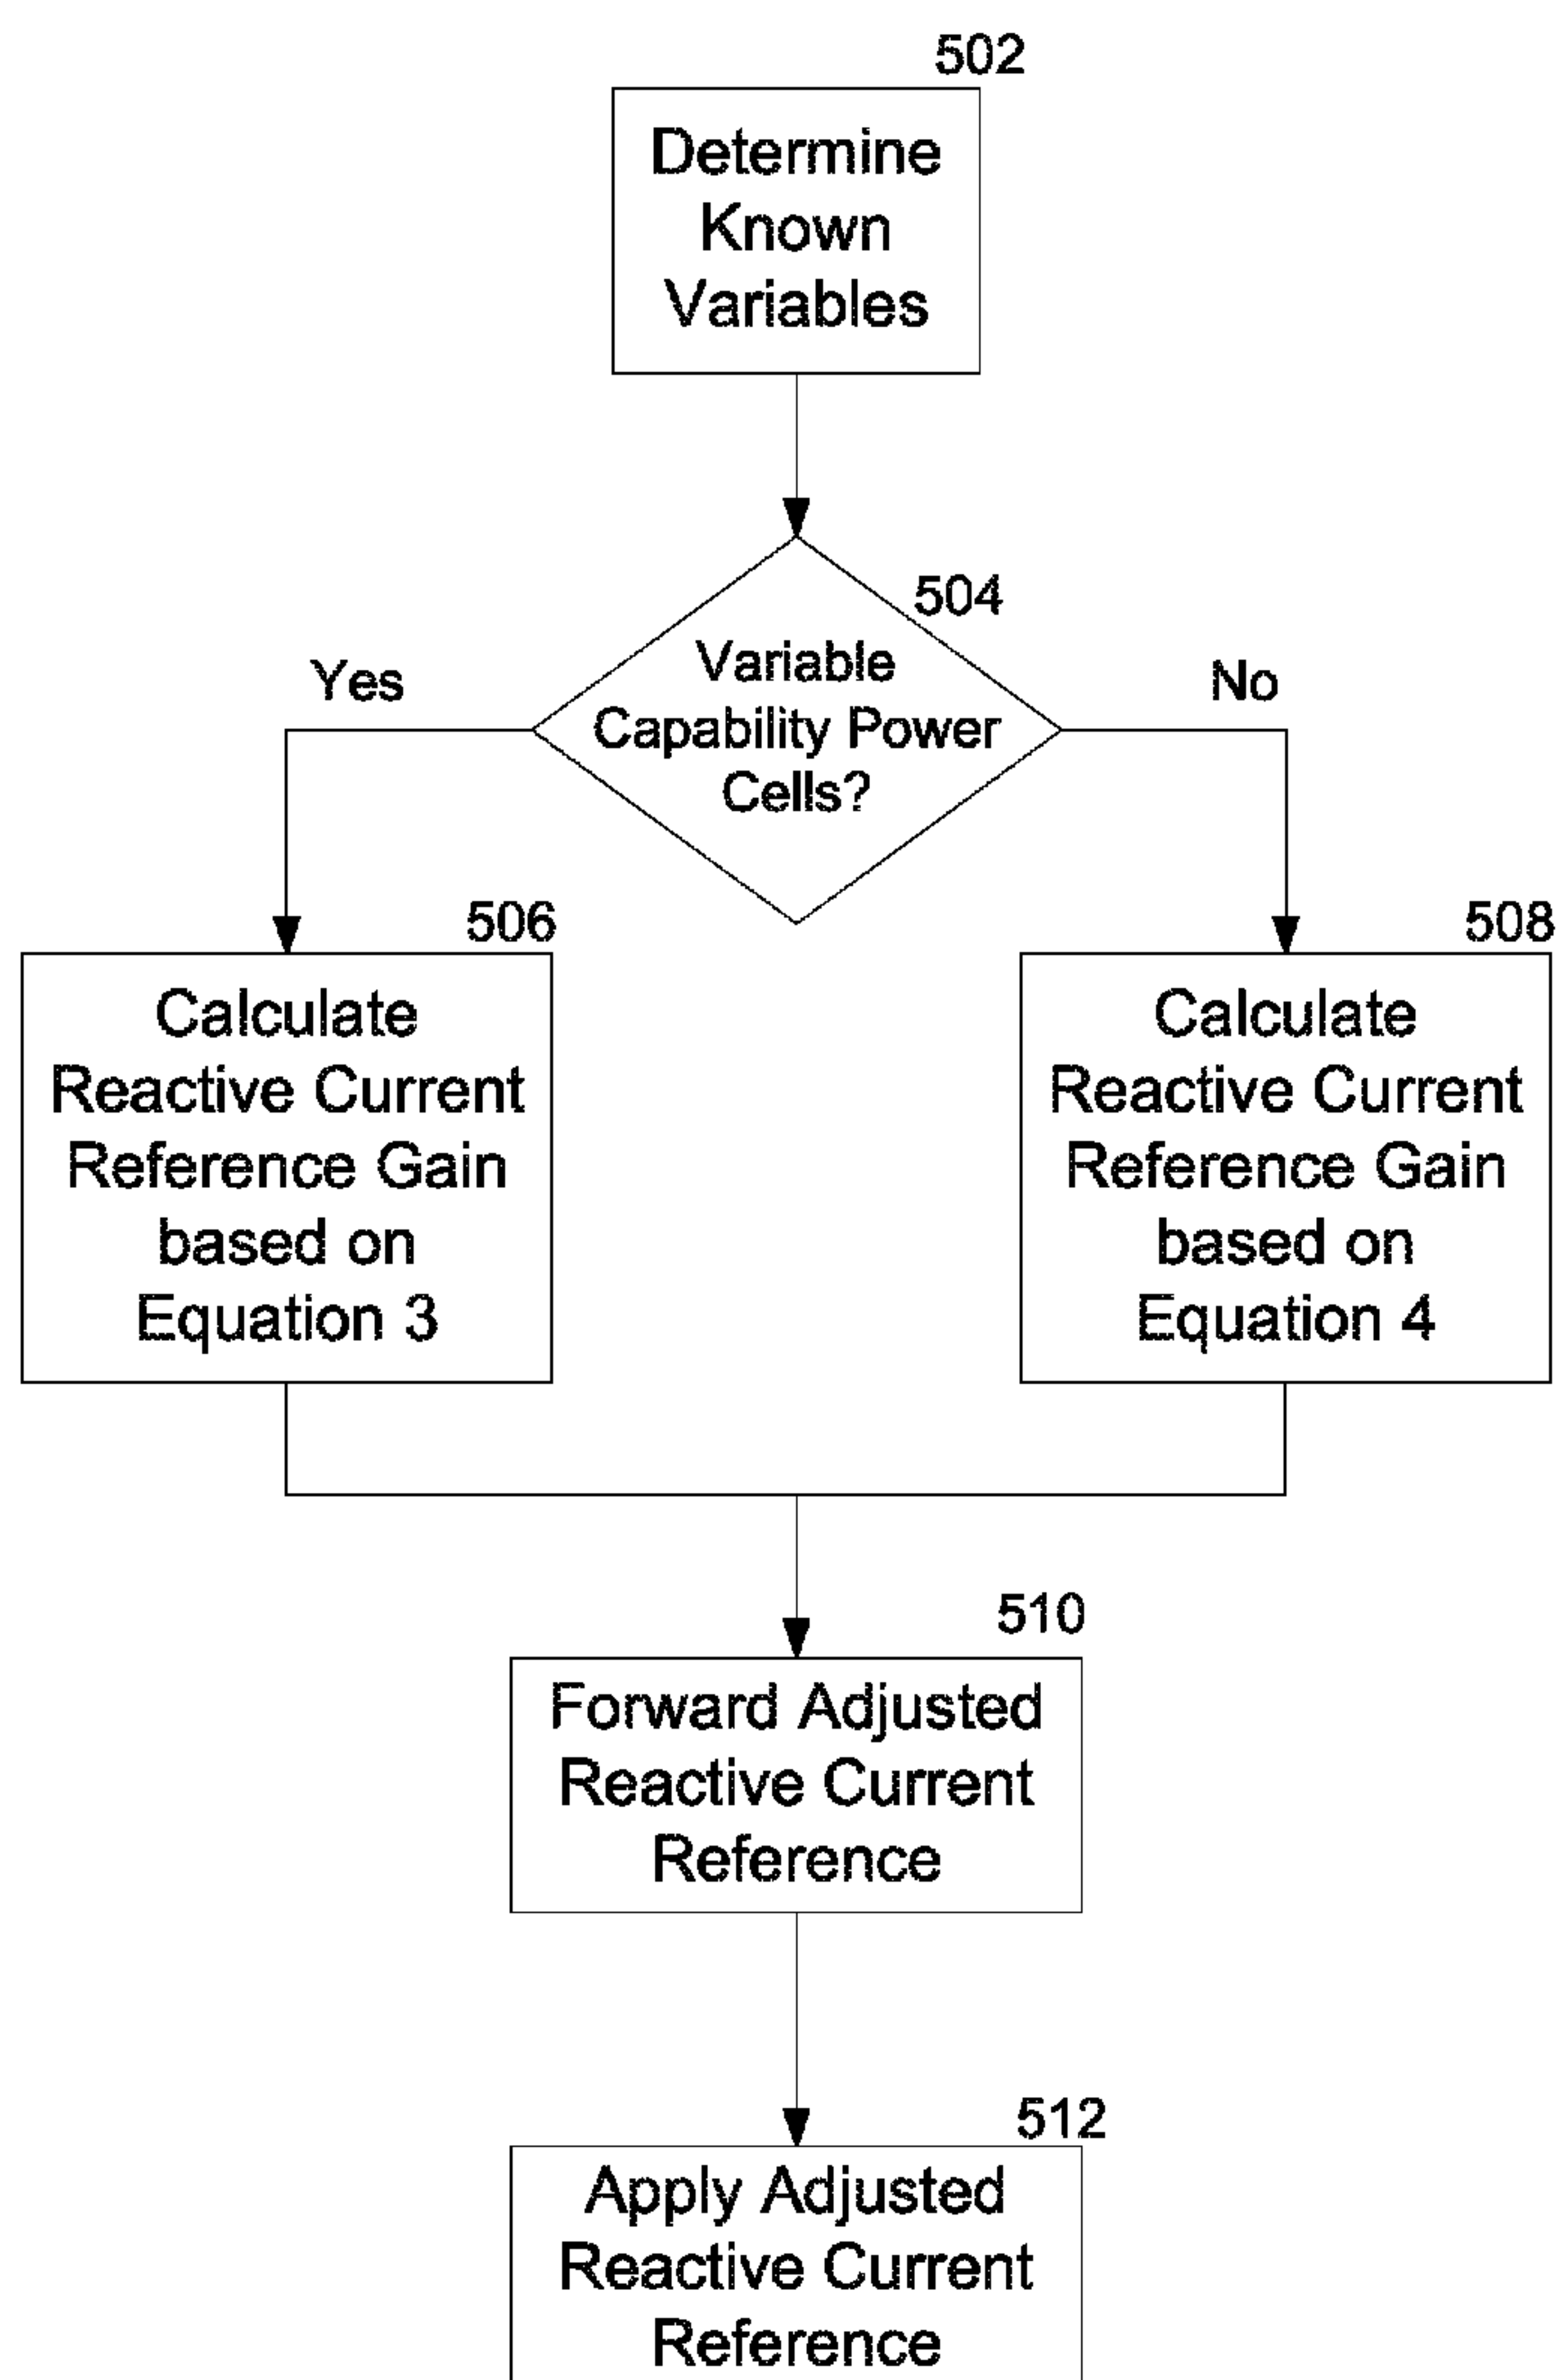 502
Determine
Known
Variables
504
Variable
Capability Power
Cells?
Yes
No
506
Calculate
Reactive Current
Reference Gain
based on
Equation 3
508
Calculate
Reactive Current
Reference Gain
based on
Equation 4
510
Forward Adjusted
Reactive Current
Reference
512
Apply Adjusted
Reactive Current
Reference